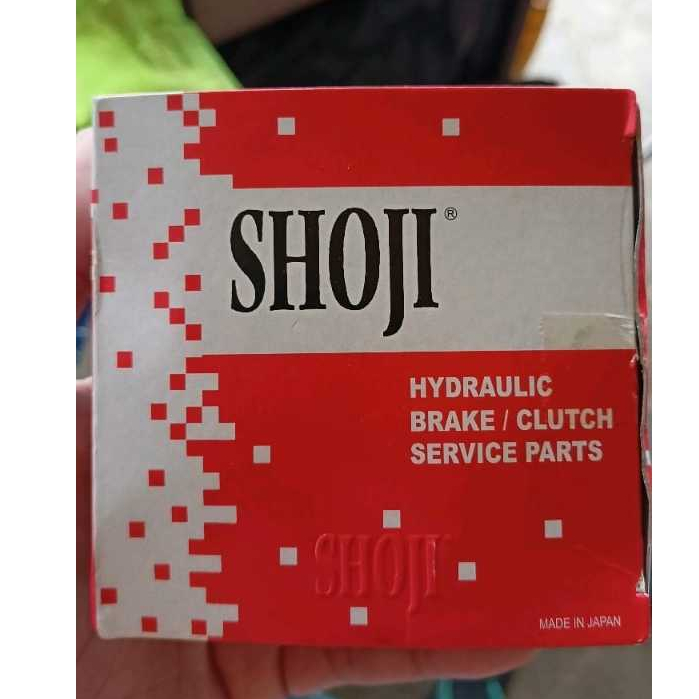 SHOJI®
HYDRAULIC
BRAKE / CLUTCH
SERVICE PARTS
SHOJI
MADE IN JAPAN